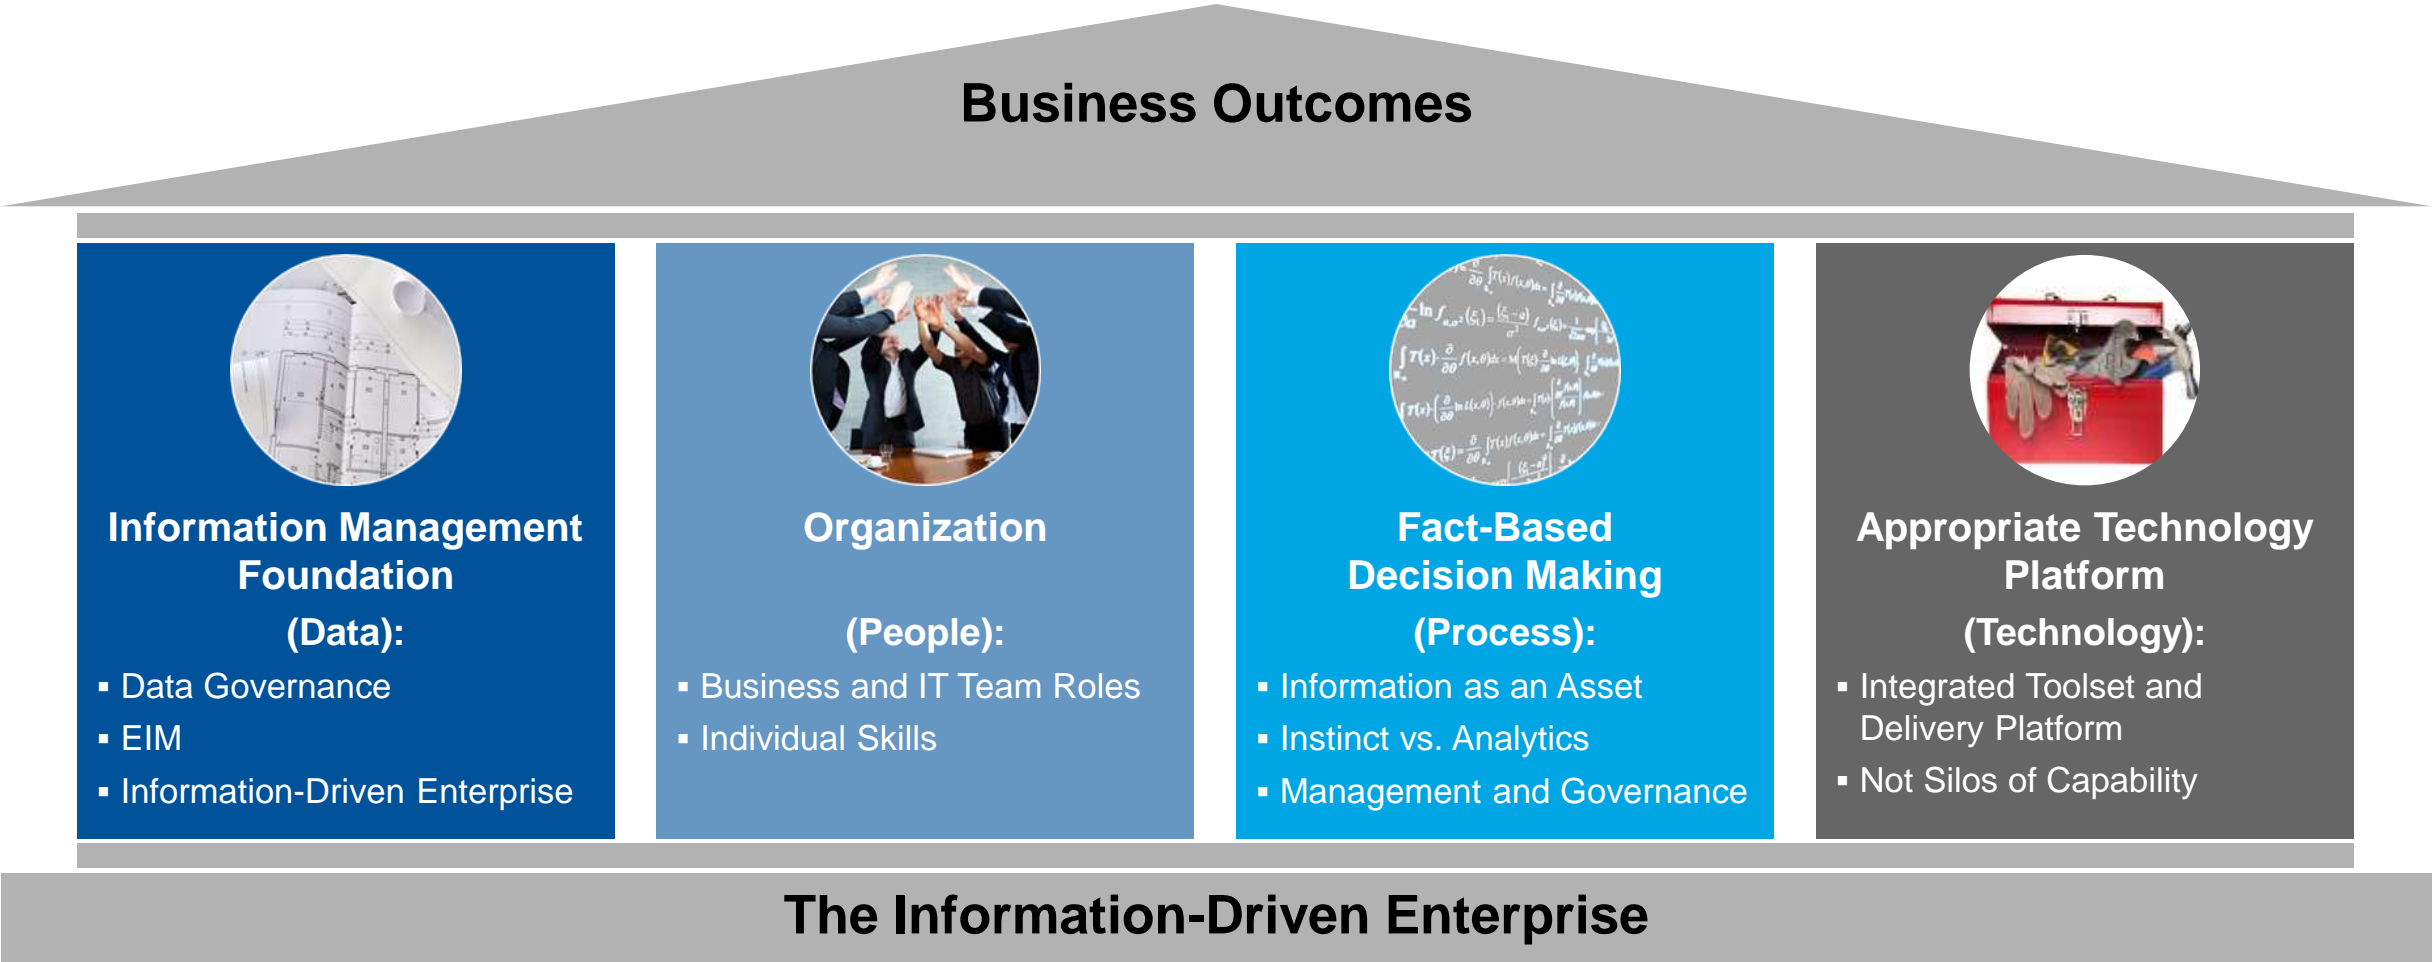 Business Outcomes
Information Management
Foundation
(Data):
▪ Data Governance
▪ EIM
▪ Information-Driven Enterprise
Organization
(People):
▪ Business and IT Team Roles
▪ Individual Skills
Fact-Based
Decision Making
(Process):
▪ Information as an Asset
▪ Instinct vs. Analytics
▪ Management and Governance
Appropriate Technology
Platform
(Technology):
▪ Integrated Toolset and
Delivery Platform
▪ Not Silos of Capability
The Information-Driven Enterprise